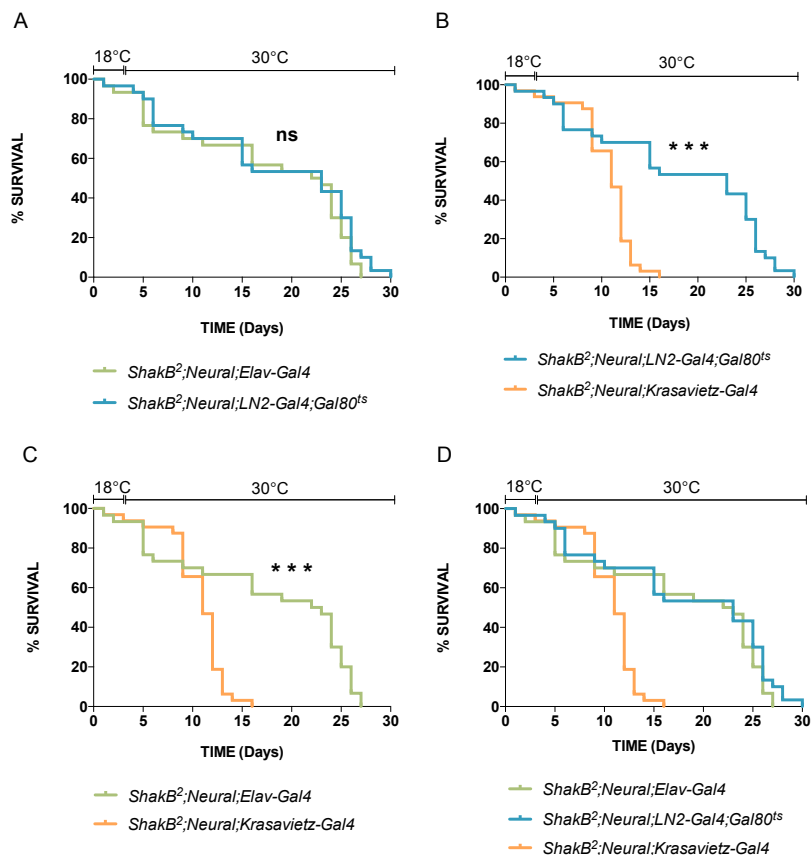 A
18°C 30°C
100
80
60
40
20
0
% SURVIVAL
ns
0 5 10 15 20 25 30
TIME (Days)
ShakB²;Neural;Elav-Gal4
ShakB²;Neural;LN2-Gal4;Gal80ᵗˢ
B
18°C 30°C
100
80
60
40
20
0
% SURVIVAL
* * *
0 5 10 15 20 25 30
TIME (Days)
ShakB²;Neural;LN2-Gal4;Gal80ᵗˢ
ShakB²;Neural;Krasavietz-Gal4
C
18°C 30°C
100
80
60
40
20
0
% SURVIVAL
* * *
0 5 10 15 20 25 30
TIME (Days)
ShakB²;Neural;Elav-Gal4
ShakB²;Neural;Krasavietz-Gal4
D
18°C 30°C
100
80
60
40
20
0
% SURVIVAL
0 5 10 15 20 25 30
TIME (Days)
ShakB²;Neural;Elav-Gal4
ShakB²;Neural;LN2-Gal4;Gal80ᵗˢ
ShakB²;Neural;Krasavietz-Gal4